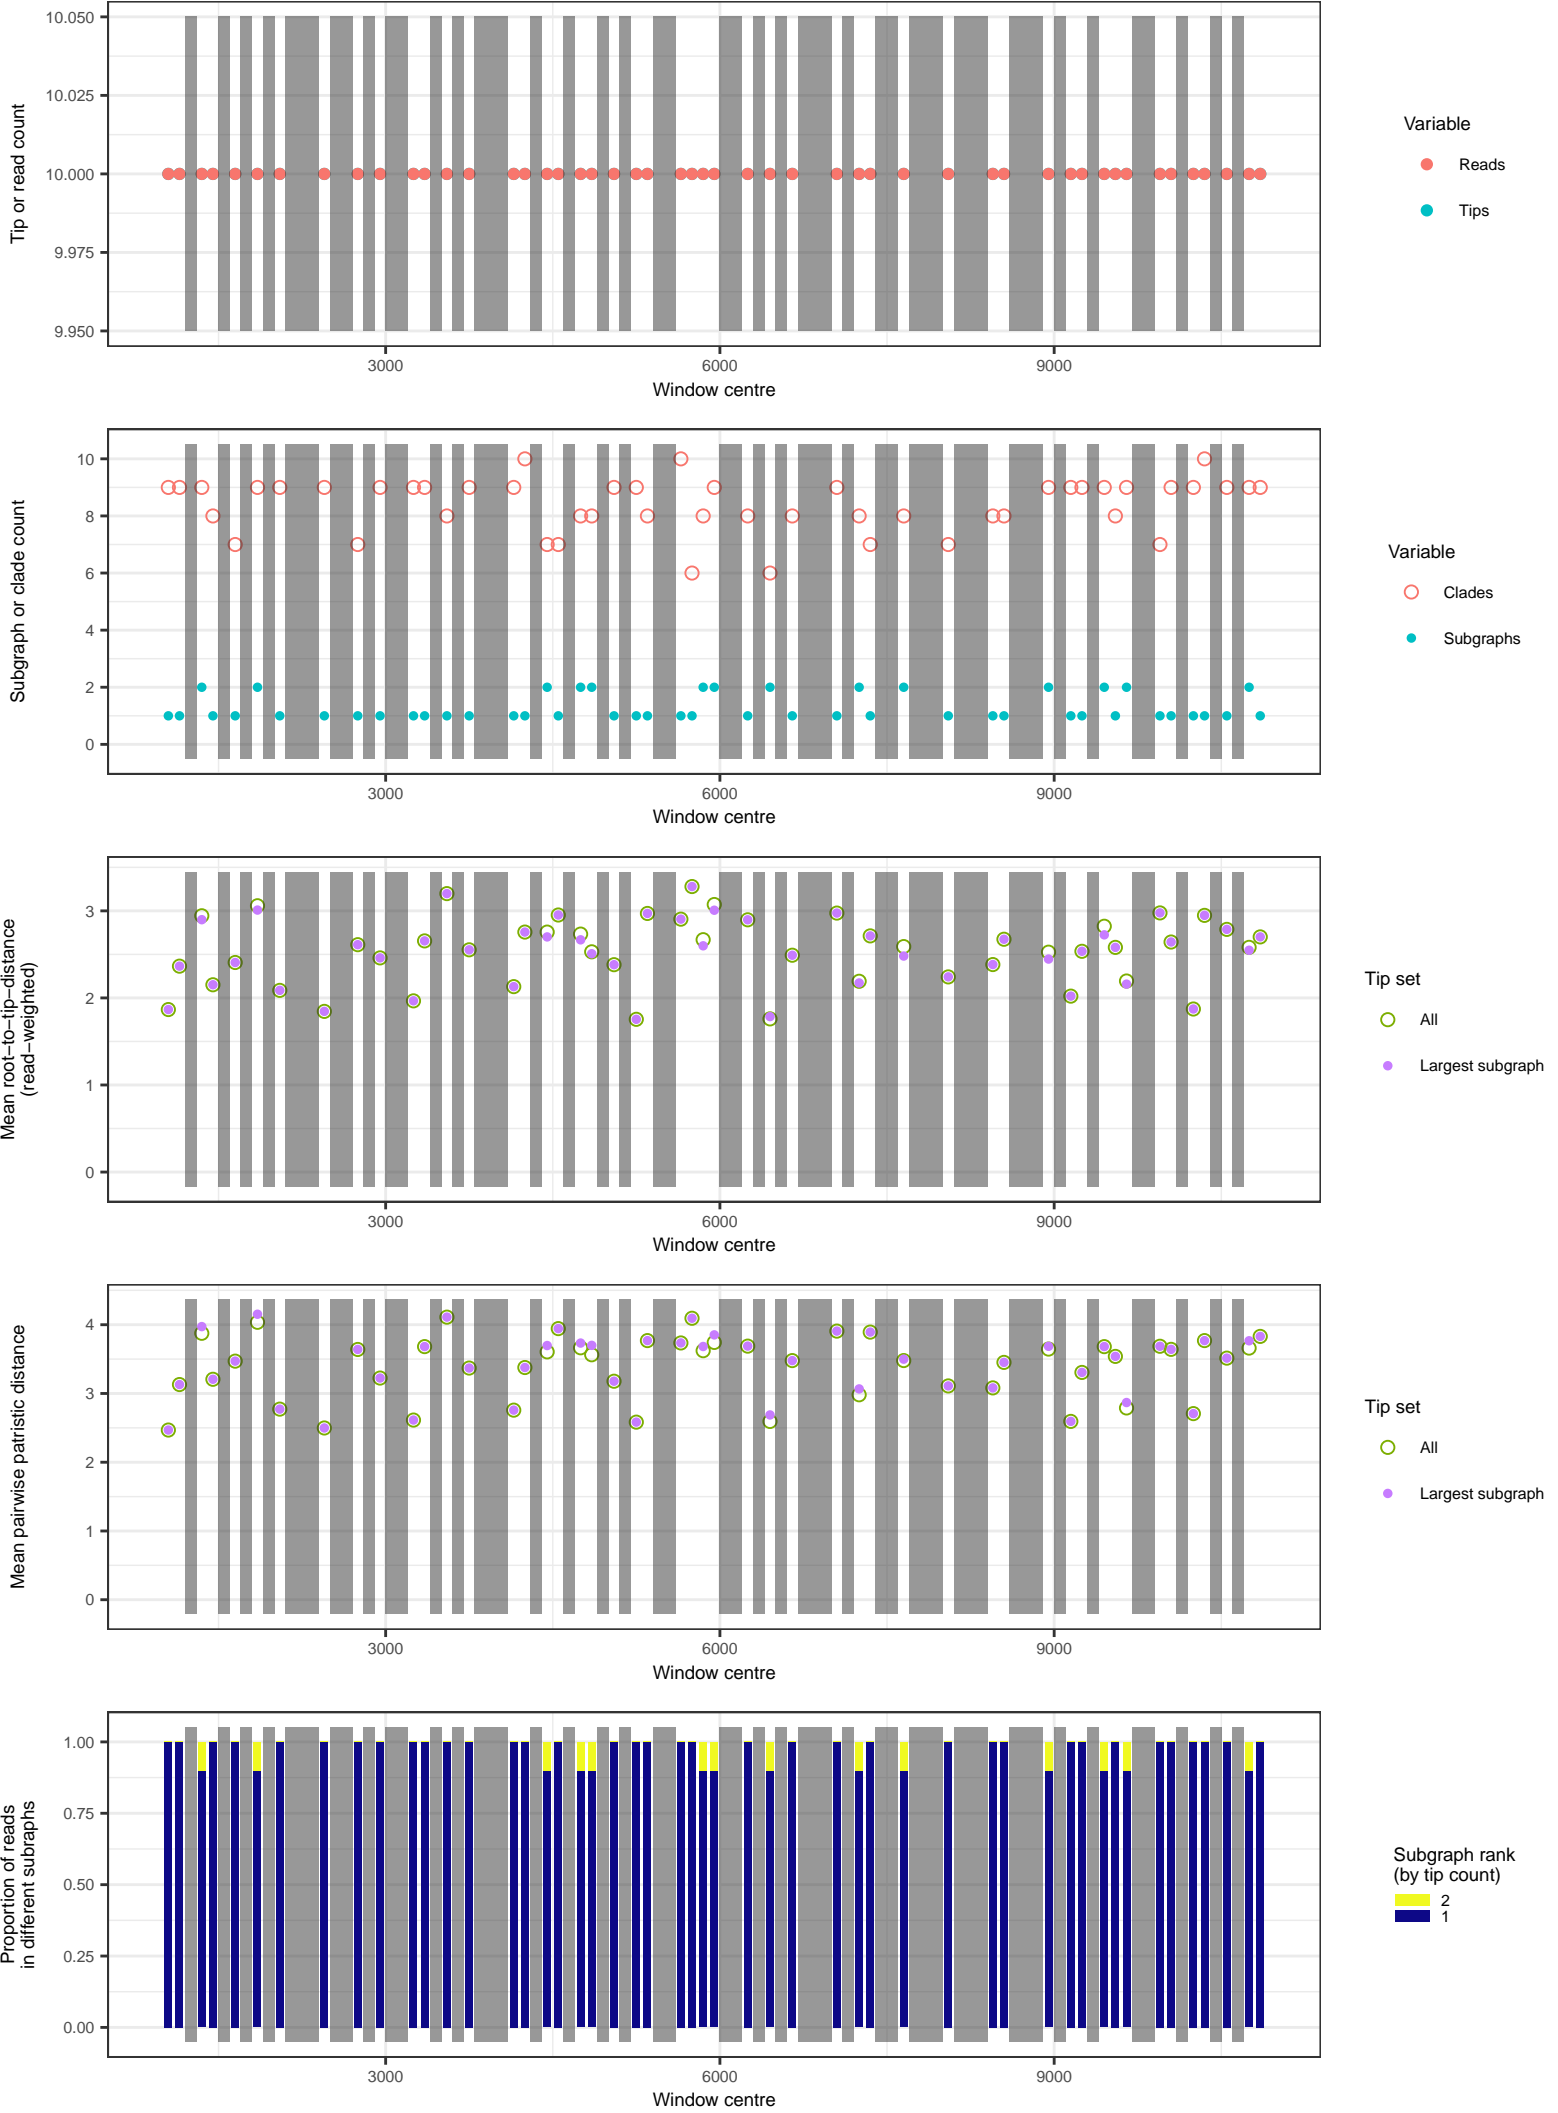 10.050
10.025
10.000
9.975
9.950
Tip or read count
3000 6000 9000
Window centre
Variable
Reads
Tips
10
8
6
4
2
0
Subgraph or clade count
3000 6000 9000
Window centre
Variable
Clades
Subgraphs
3
2
1
0
Mean root−to−tip−distance
(read−weighted)
3000 6000 9000
Window centre
Tip set
All
Largest subgraph
4
3
2
1
0
Mean pairwise patristic distance
3000 6000 9000
Window centre
Tip set
All
Largest subgraph
1.00
0.75
0.50
0.25
0.00
Proportion of reads
in different subraphs
3000 6000 9000
Window centre
Subgraph rank
(by tip count)
2
1